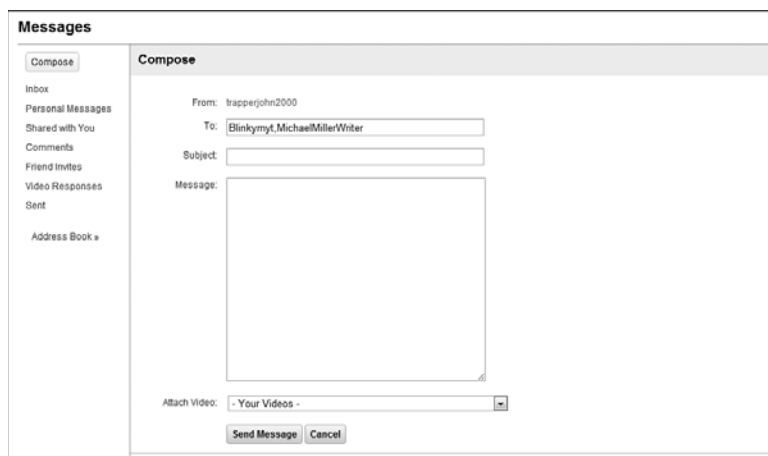 Messages
Compose
Inbox
Personal Messages
Shared with You
Comments
Friend Invites
Video Responses
Sent
Address Book »
Compose
From: trapperjohn2000
To: Blinkymyt,MichaelMillerWriter
Subject:
Message:
Attach Video: - Your Videos -
Send Message Cancel